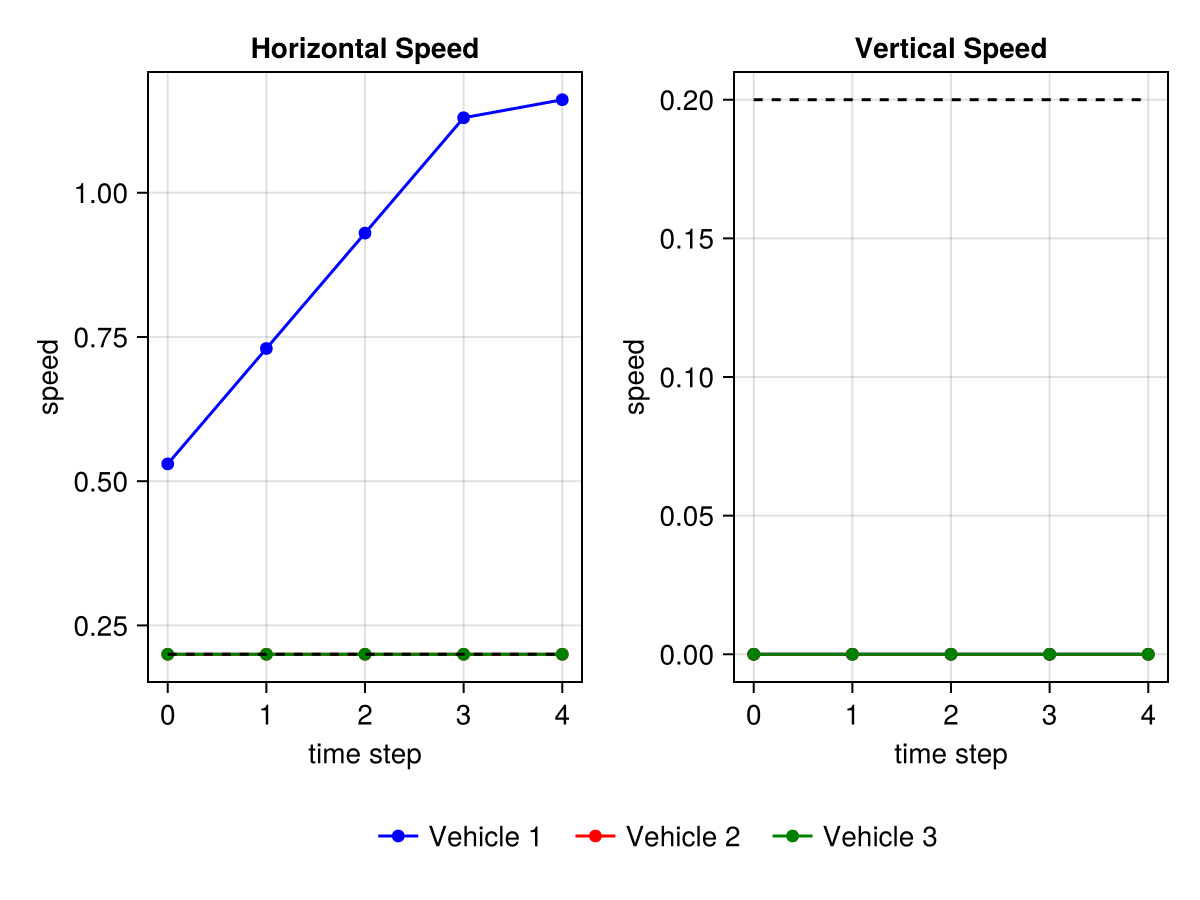 Horizontal Speed
1.00
0.75
0.50
0.25
speed
0 1 2 3 4
time step
Vertical Speed
0.20
0.15
0.10
0.05
0.00
speed
0 1 2 3 4
time step
Vehicle 1 Vehicle 2 Vehicle 3